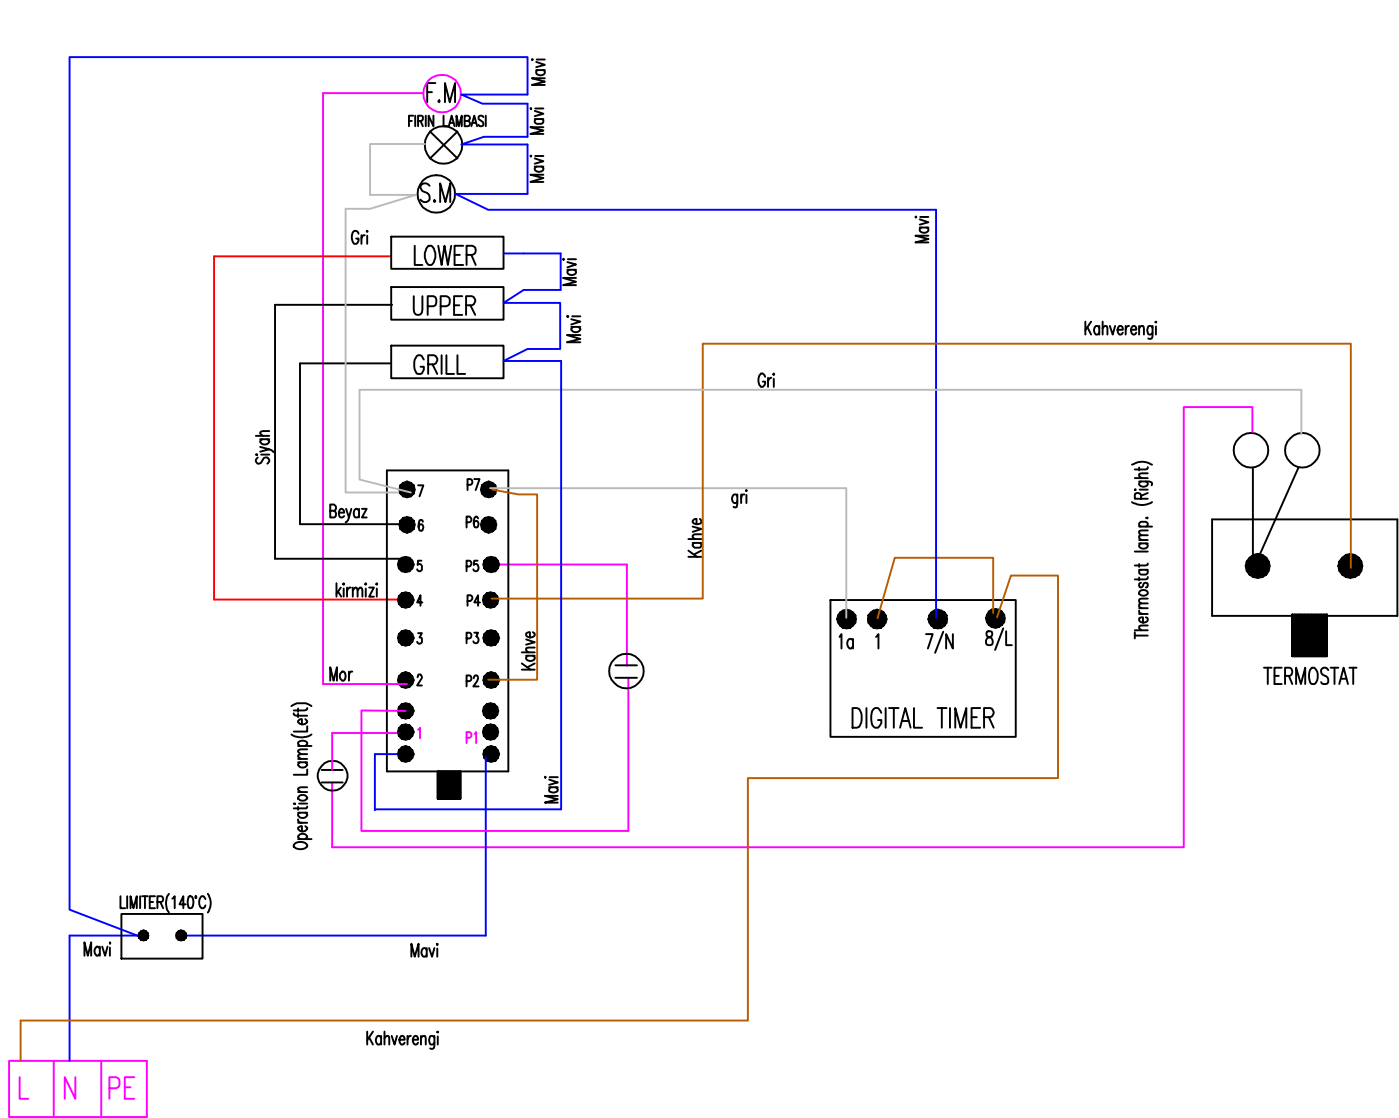 Mavi
F.M
Mavi
FIRIN LAMBASI
Mavi
S.M
Mavi
Gri
LOWER
Mavi
UPPER
Mavi
GRILL
Kahverengi
Gri
Siyah
7
P7
gri
Beyaz
6
P6
Kahve
Thermostat lamp. (Right)
5
P5
kirmizi
4
P4
3
P3
Kahve
1a
1
7/N
8/L
Mor
2
P2
TERMOSTAT
Operation Lamp(Left)
1
P1
DIGITAL TIMER
Mavi
LIMITER(140°C)
Mavi
Mavi
Kahverengi
L
N
PE